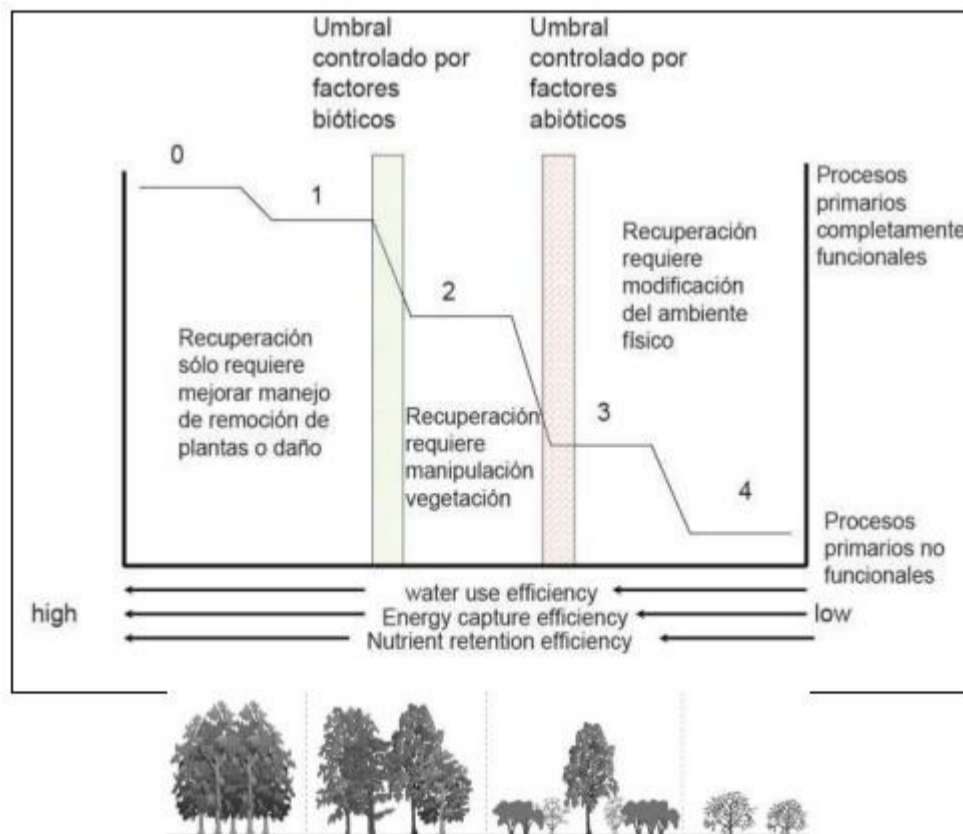 Umbral
controlado por
factores
bióticos
Umbral
controlado por
factores
abióticos
0
1
2
3
4
Procesos
primarios
completamente
funcionales
Recuperación
requiere
modificación
del ambiente
físico
Recuperación
sólo requiere
mejorar manejo
de remoción de
plantas o daño
Recuperación
requiere
manipulación
vegetación
Procesos
primarios no
funcionales
water use efficiency
high
Energy capture efficiency
low
Nutrient retention efficiency